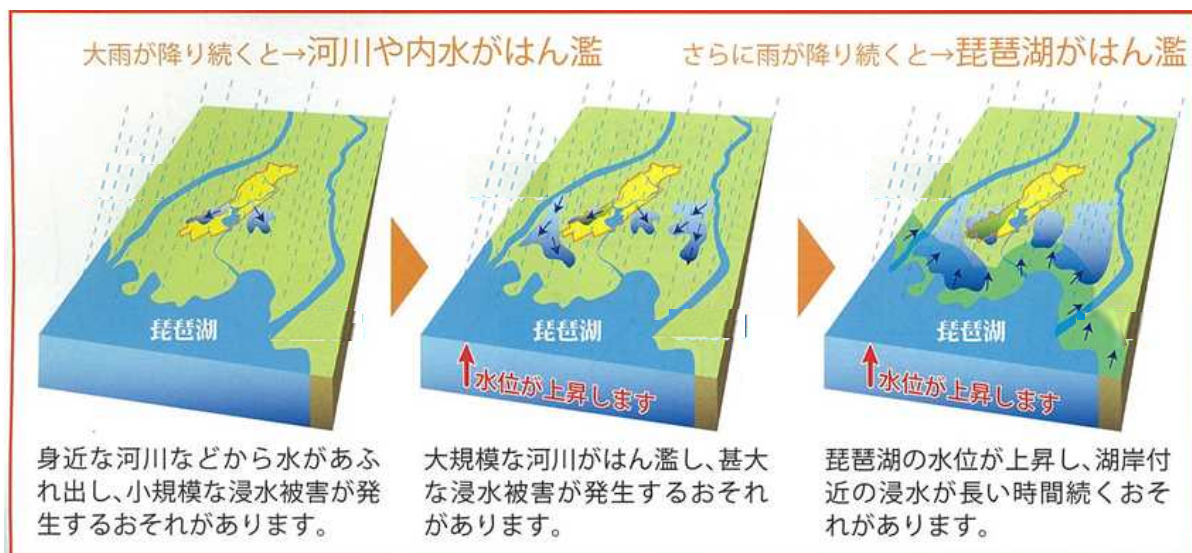 大雨が降り続くと→河川や内水がはん濫
さらに雨が降り続くと→琵琶湖がはん濫
琵琶湖
身近な河川などから水があふ
れ出し、小規模な浸水被害が発
生するおそれがあります。
琵琶湖
水位が上昇します
大規模な河川がはん濫し、甚大
な浸水被害が発生するおそれ
があります。
琵琶湖
水位が上昇します
琵琶湖の水位が上昇し、湖岸付
近の浸水が長い時間続くおそ
れがあります。